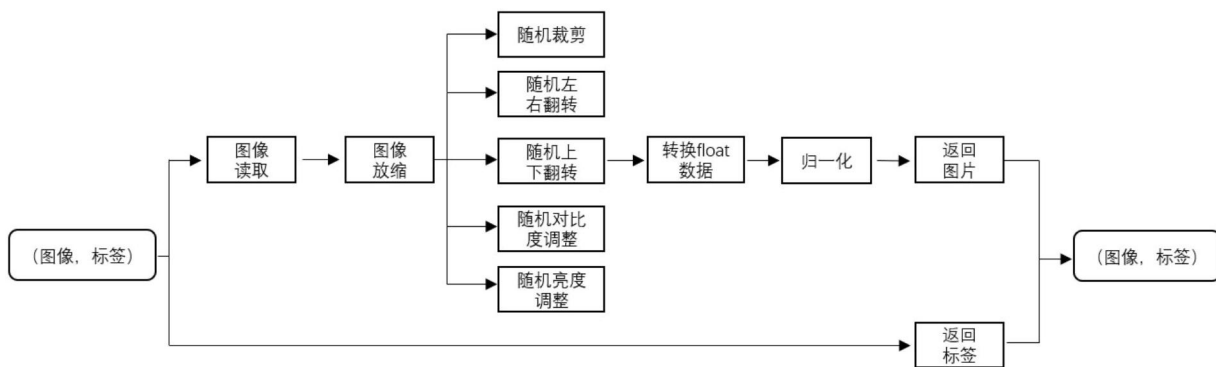 （图像，标签）
图像
读取
图像
放缩
随机裁剪
随机左
右翻转
随机上
下翻转
随机对比
度调整
随机亮度
调整
转换float
数据
归一化
返回
图片
返回
标签
（图像，标签）